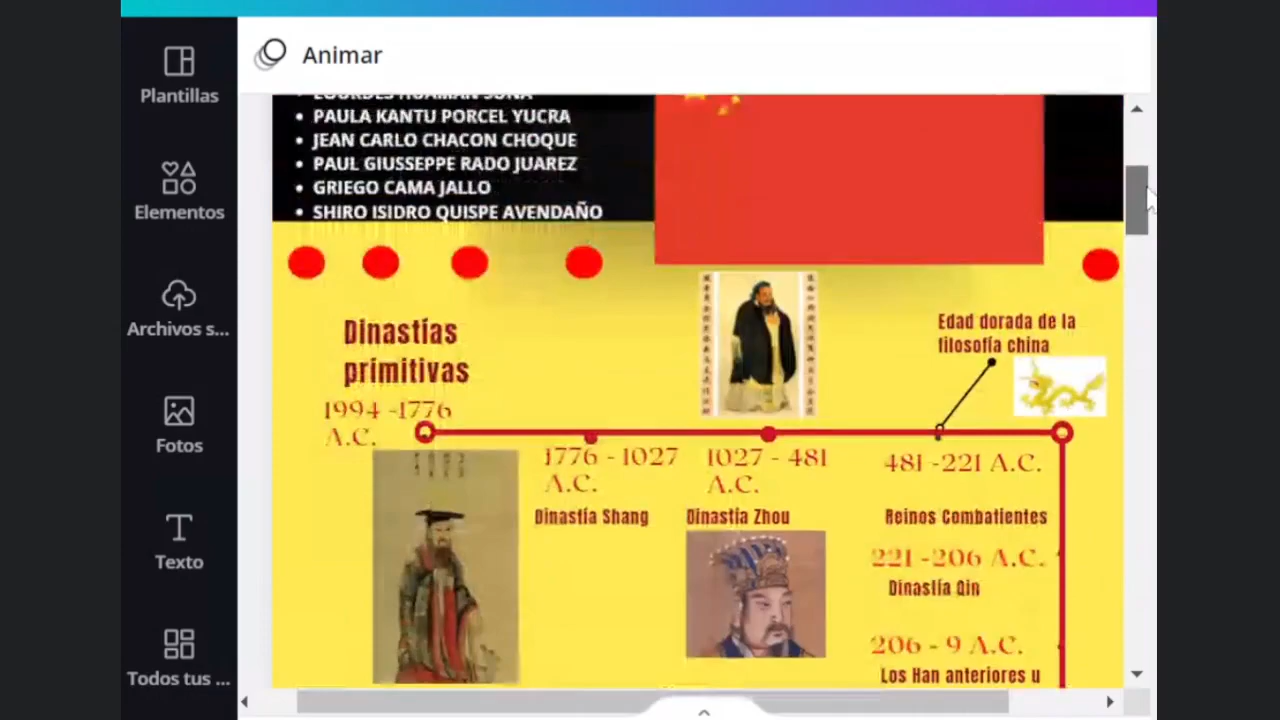 Animar
Plantillas
Elementos
Archivos s...
Fotos
Texto
Todos tus ...
LOURDES HUAMAN
• PAULA KANTU PORCEL YUCRA
• JEAN CARLO CHACON CHOQUE
• PAUL GIUSSEPPE RADO JUAREZ
• GRIEGO CAMA JALLO
• SHIRO ISIDRO QUISPE AVENDAÑO
Dinastías
primitivas
1994 -1776
A.C.
Edad dorada de la
filosofía china
1776 - 1027
A.C.
Dinastía Shang
1027 - 481
A.C.
Dinastía Zhou
481 -221 A.C.
Reinos Combatientes
221 -206 A.C.
Dinastía Qin
206 - 9 A.C.
Los Han anteriores u